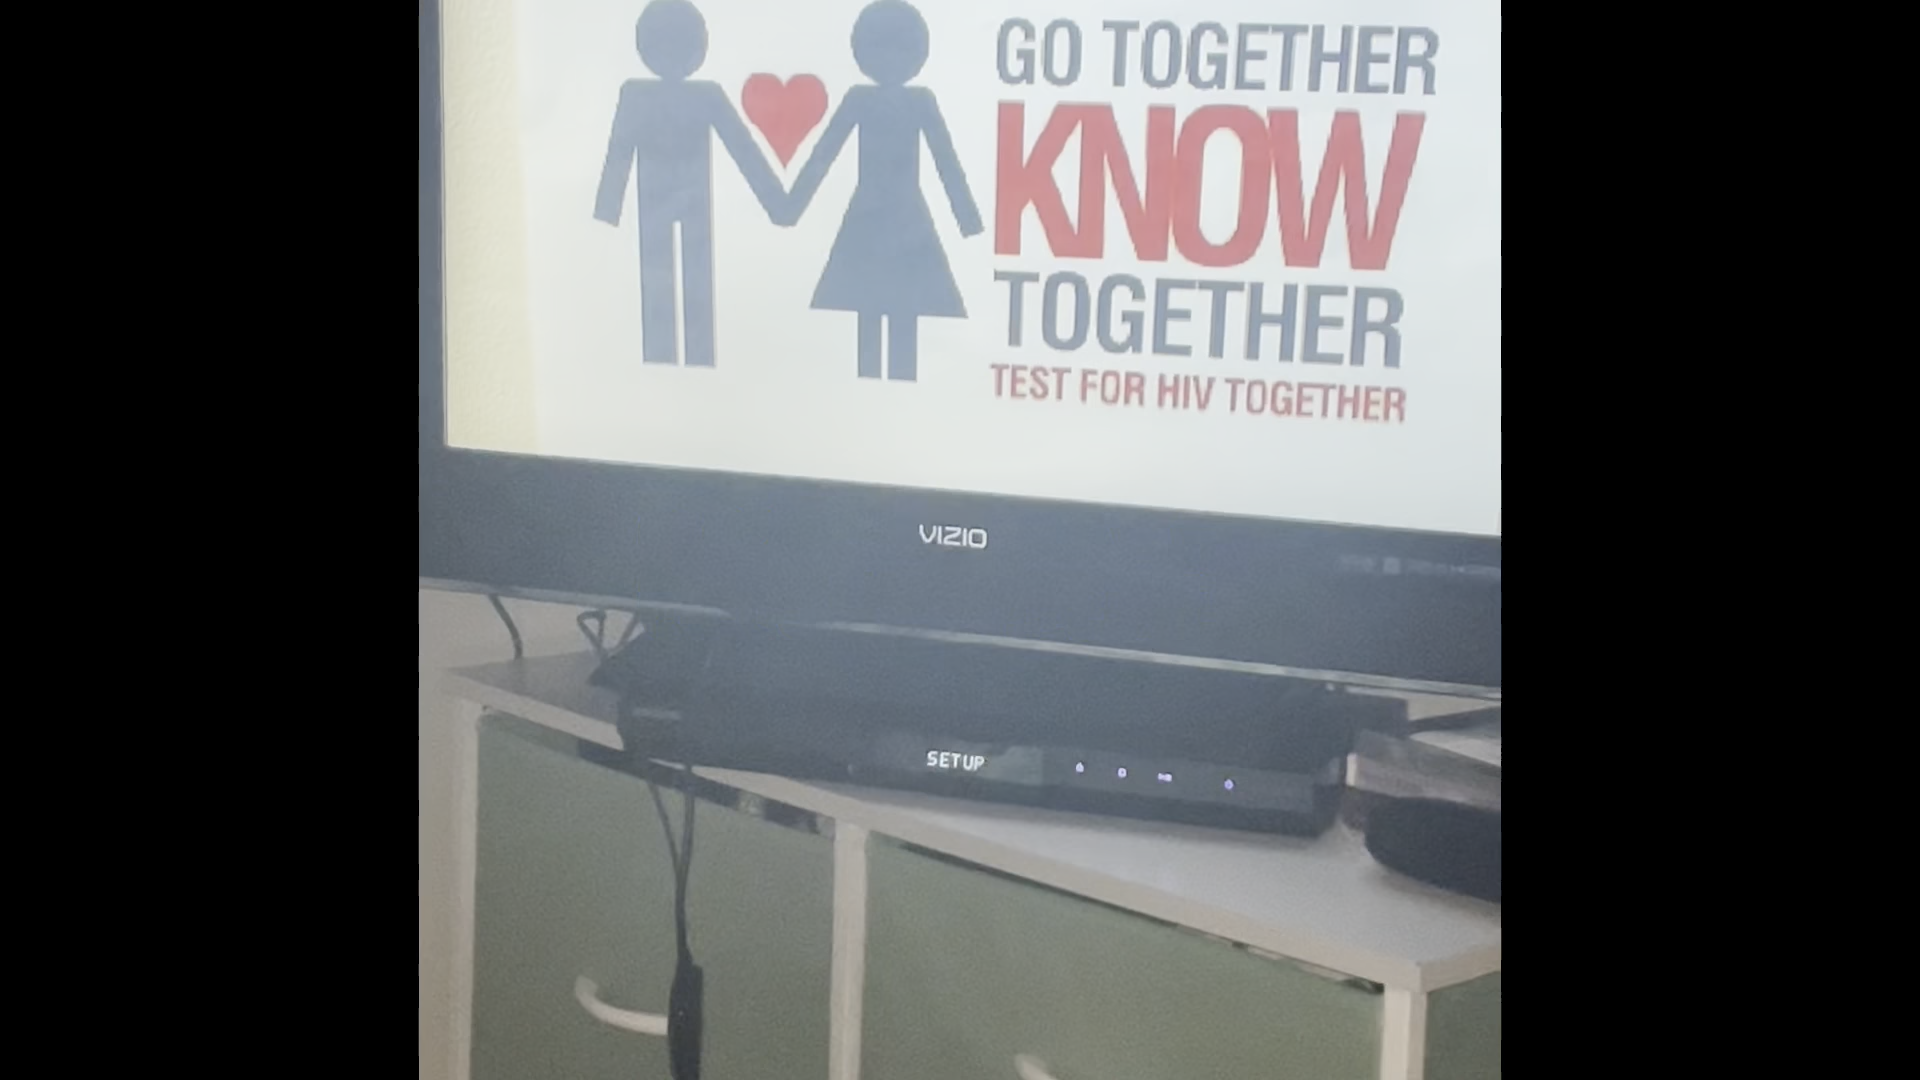 GO TOGETHER
KNOW
TOGETHER
TEST FOR HIV TOGETHER
VIZIO
SETUP